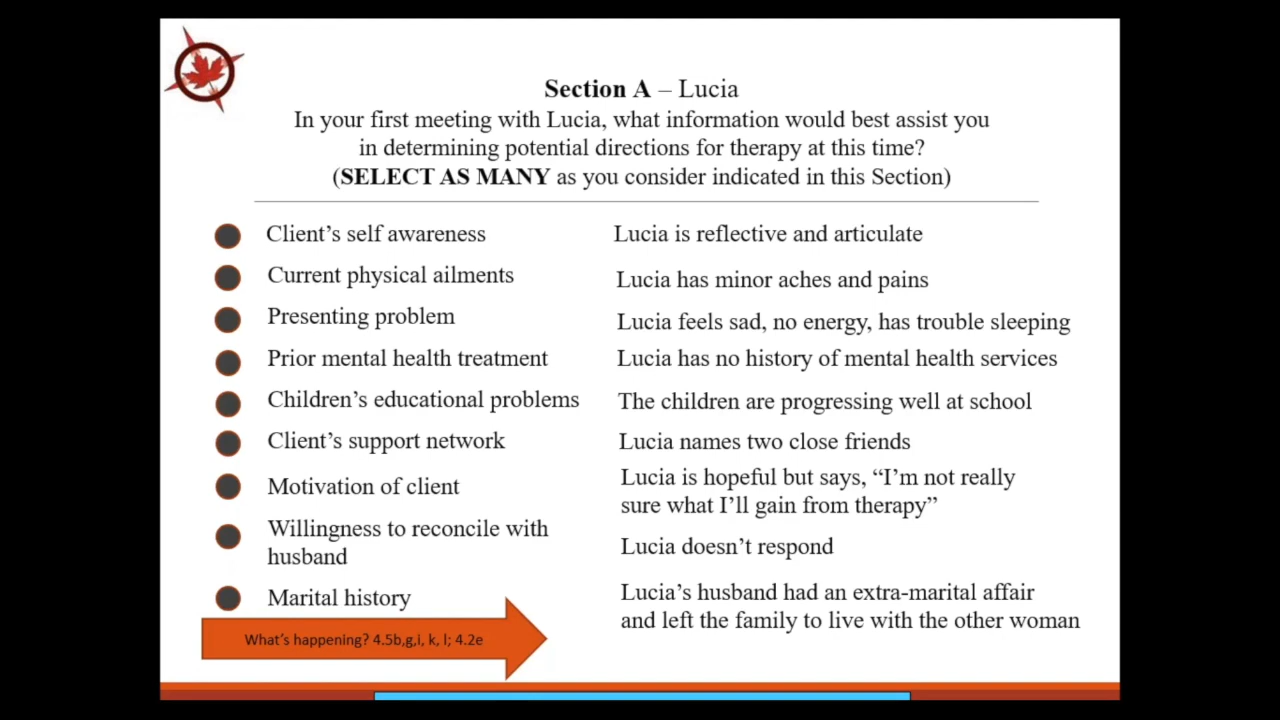 Section A – Lucia
In your first meeting with Lucia, what information would best assist you
in determining potential directions for therapy at this time?
(SELECT AS MANY as you consider indicated in this Section)
Client’s self awareness
Lucia is reflective and articulate
Current physical ailments
Lucia has minor aches and pains
Presenting problem
Lucia feels sad, no energy, has trouble sleeping
Prior mental health treatment
Lucia has no history of mental health services
Children’s educational problems
The children are progressing well at school
Client’s support network
Lucia names two close friends
Motivation of client
Lucia is hopeful but says, “I’m not really
sure what I’ll gain from therapy”
Willingness to reconcile with
husband
Lucia doesn’t respond
Marital history
Lucia’s husband had an extra-marital affair
and left the family to live with the other woman
What’s happening? 4.5b,g,i, k, l; 4.2e